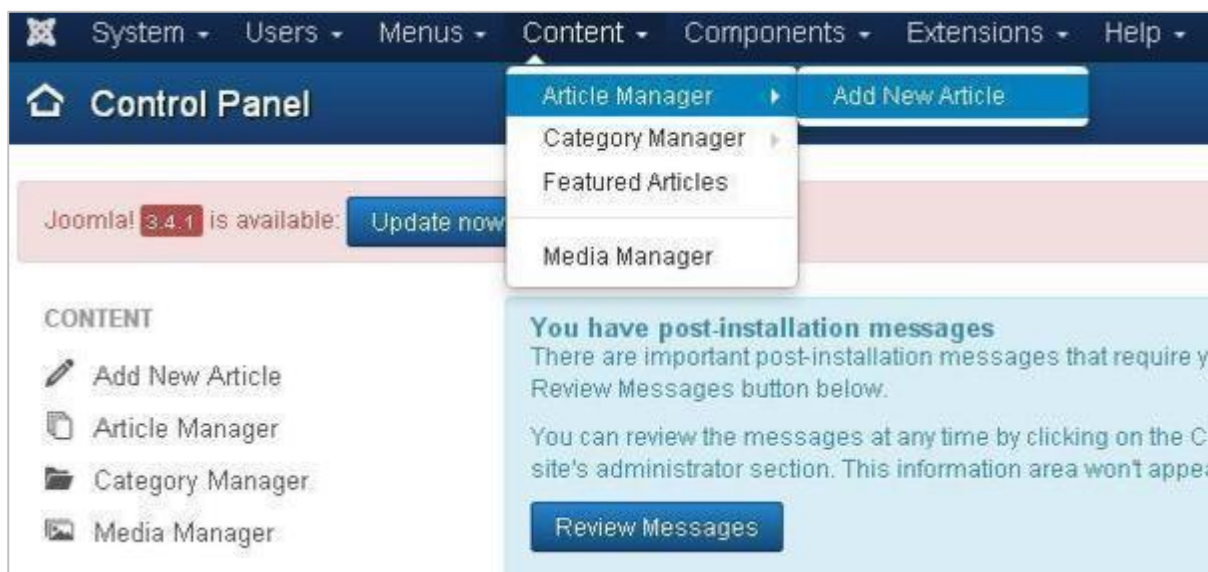 System Users Menus Content Components Extensions Help
Control Panel
Article Manager Add New Article
Category Manager
Featured Articles
Media Manager
Joomla! 3.4.1 is available: Update now
CONTENT
Add New Article
Article Manager
Category Manager
Media Manager
You have post-installation messages
There are important post-installation messages that require y
Review Messages button below.
You can review the messages at any time by clicking on the C
site's administrator section. This information area won't appea
Review Messages